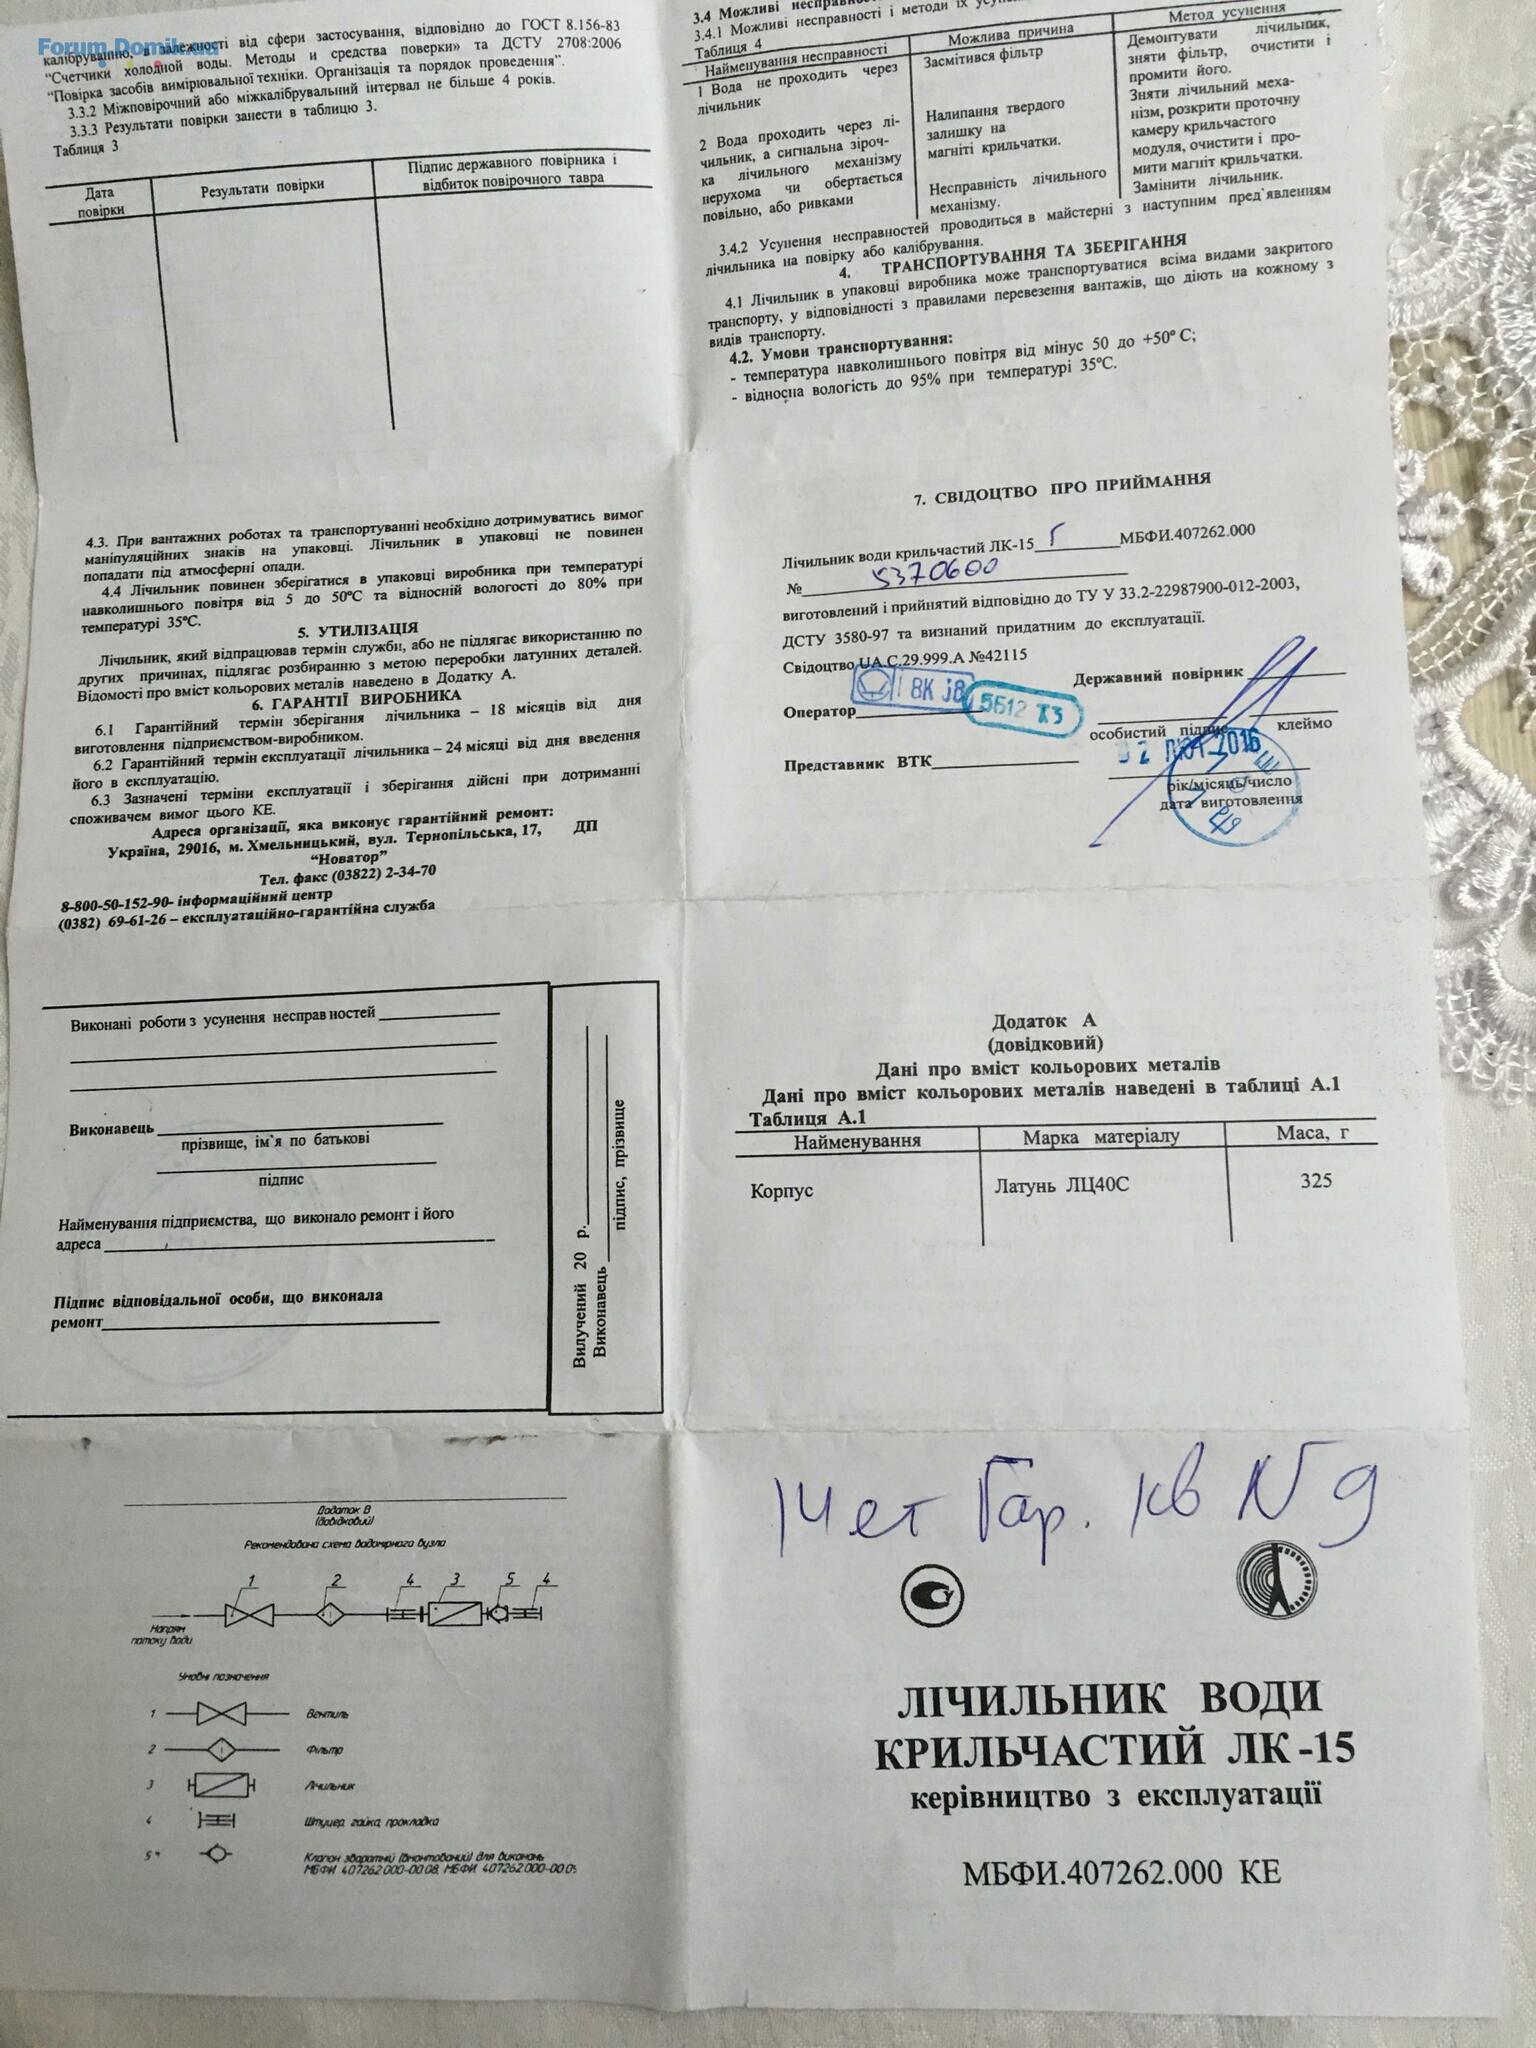 Forum.Domik.ua
калібруванню, в залежності від сфери застосування, відповідно до ГОСТ 8.156-83
“Счетчики холодной воды. Методы и средства поверки» та ДСТУ 2708:2006
“Повірка засобів вимірювальної техніки. Організація та порядок проведення”.
3.3.2 Міжповірочний або міжкалібрувальний інтервал не більше 4 років.
3.3.3 Результати повірки занести в таблицю 3.
Таблиця 3
Дата повірки
Результати повірки
Підпис державного повірника і
відбиток повірочного тавра
3.4 Можливі
3.4.1 Можливі несправності і методи їх
Таблиця 4
Найменування несправності
Можлива причина
Метод усунення
1 Вода не проходить через
лічильник
Засмітився фільтр
Демонтувати лічильник,
зняти фільтр, очистити і
промити його.
2 Вода проходить через лі-
чильник, а сигнальна зіроч-
ка лічильного механізму
нерухома чи обертається
повільно, або ривками
Налипання твердого
залишку на
магніті крильчатки.
Зняти лічильний меха-
нізм, розкрити проточну
камеру крильчастого
модуля, очистити і про-
мити магніт крильчатки.
Несправність лічильного
механізму.
Замінити лічильник.
3.4.2 Усунення несправностей проводиться в майстерні з наступним пред`явленням
лічильника на повірку або калібрування.
4. ТРАНСПОРТУВАННЯ ТА ЗБЕРІГАННЯ
4.1 Лічильник в упаковці виробника може транспортуватися всіма видами закритого
транспорту, у відповідності з правилами перевезення вантажів, що діють на кожному з
видів транспорту.
4.2. Умови транспортування:
- температура навколишнього повітря від мінус 50 до +50° С;
- відносна вологість до 95% при температурі 35°С.
4.3. При вантажних роботах та транспортуванні необхідно дотримуватись вимог
маніпуляційних знаків на упаковці. Лічильник в упаковці не повинен
попадати під атмосферні опади.
4.4 Лічильник повинен зберігатися в упаковці виробника при температурі
навколишнього повітря від 5 до 50°С та відносній вологості до 80% при
температурі 35°С.
5. УТИЛІЗАЦІЯ
Лічильник, який відпрацював термін служби, або не підлягає використанню по
других причинах, підлягає розбиранню з метою переробки латунних деталей.
Відомості про вміст кольорових металів наведено в Додатку А.
6. ГАРАНТІЇ ВИРОБНИКА
6.1 Гарантійний термін зберігання лічильника – 18 місяців від дня
виготовлення підприємством-виробником.
6.2 Гарантійний термін експлуатації лічильника – 24 місяці від дня введення
його в експлуатацію.
6.3 Зазначені терміни експлуатації і зберігання дійсні при дотриманні
споживачем вимог цього КЕ.
Адреса організації, яка виконує гарантійний ремонт:
Україна, 29016, м. Хмельницький, вул. Тернопільська, 17, ДП
“Новатор”
Тел. факс (03822) 2-34-70
8-800-50-152-90- інформаційний центр
(0382) 69-61-26 – експлуатаційно-гарантійна служба
7. СВІДОЦТВО ПРО ПРИЙМАННЯ
Лічильник води крильчастий ЛК-15 Г МБФИ.407262.000
№ 5370600
виготовлений і прийнятий відповідно до ТУ У 33.2-22987900-012-2003,
ДСТУ 3580-97 та визнаний придатним до експлуатації.
Свідоцтво UA.C.29.999.А №42115
Державний повірник
Оператор
особистий підпис клеймо
2016
Представник ВТК
рік/місяць/число
дата виготовлення
Виконані роботи з усунення несправностей
Виконавець
прізвище, ім`я по батькові
підпис
Найменування підприємства, що виконало ремонт і його
адреса
Підпис відповідальної особи, що виконала
ремонт
Вилучений 20 р.
Виконавець
підпис, прізвище
Додаток А
(довідковий)
Дані про вміст кольорових металів
Дані про вміст кольорових металів наведені в таблиці А.1
Таблиця А.1
Найменування Марка матеріалу Маса, г
Корпус Латунь ЛЦ40С 325
Додаток В
(довідковий)
Рекомендована схема водомірного вузла
1 2 4 3 5 4
Напрям
потоку води
Умовні позначення
1 Вентиль
2 Фільтр
3 Лічильник
4 Штуцер, гайка, прокладка
5* Клапан зворотній (вмонтований) для виконань
МБФИ 407262.000-00.08, МБФИ 407262.000-00.09
Гар. кв N 9
ЛІЧИЛЬНИК ВОДИ
КРИЛЬЧАСТИЙ ЛК-15
керівництво з експлуатації
МБФИ.407262.000 КЕ